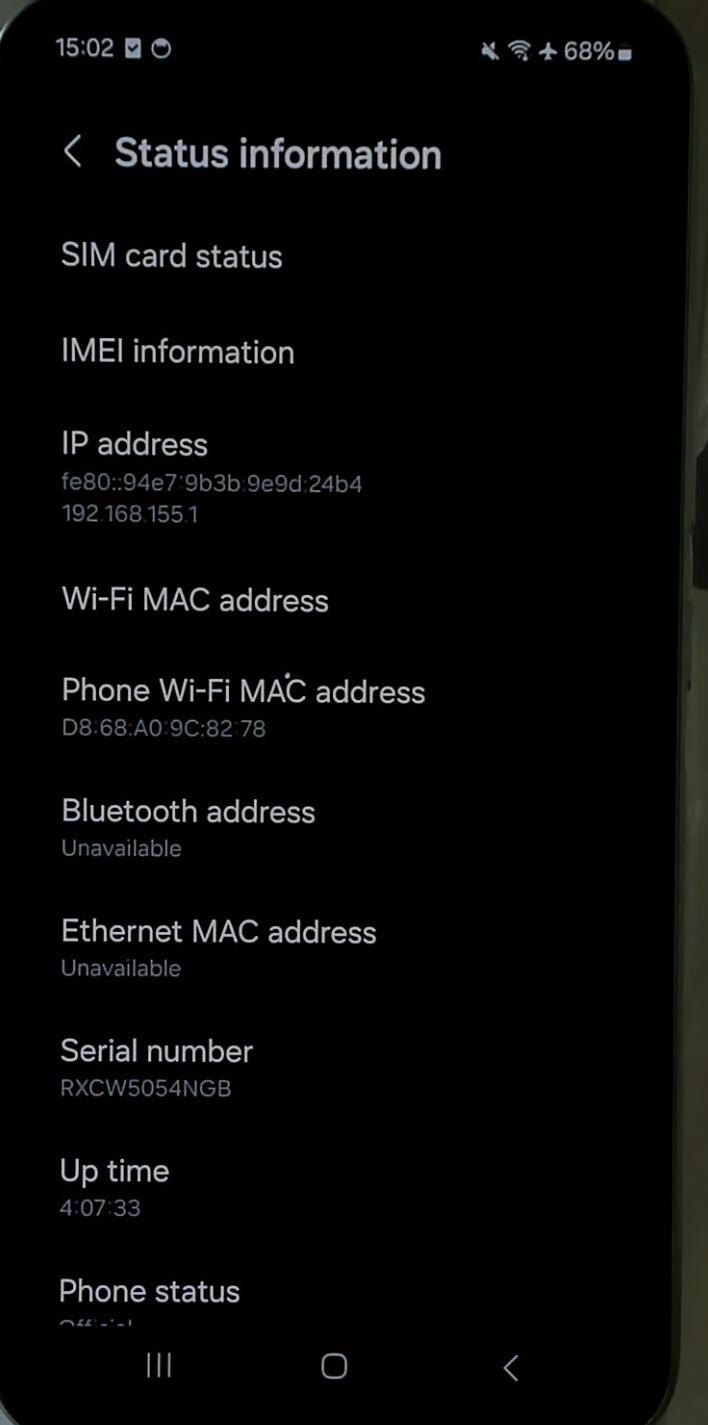 15:02
68%
Status information
SIM card status
IMEI information
IP address
fe80::94e7:9b3b:9e9d:24b4
192.168.155.1
Wi-Fi MAC address
Phone Wi-Fi MAC address
D8:68:A0:9C:82:78
Bluetooth address
Unavailable
Ethernet MAC address
Unavailable
Serial number
RXCW5054NGB
Up time
4:07:33
Phone status